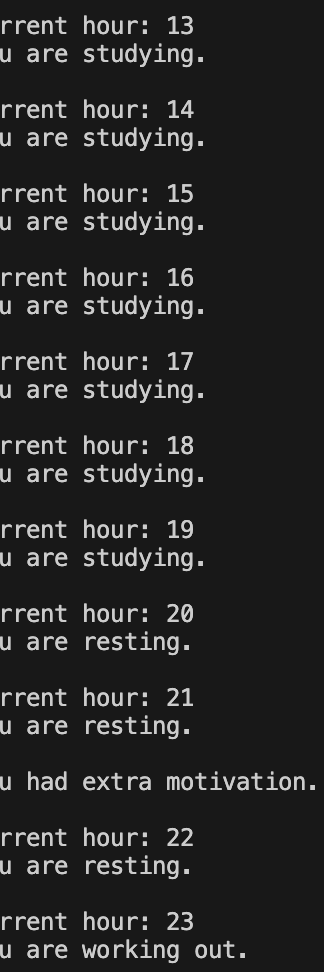 rrent hour: 13
u are studying.
rrent hour: 14
u are studying.
rrent hour: 15
u are studying.
rrent hour: 16
u are studying.
rrent hour: 17
u are studying.
rrent hour: 18
u are studying.
rrent hour: 19
u are studying.
rrent hour: 20
u are resting.
rrent hour: 21
u are resting.
u had extra motivation.
rrent hour: 22
u are resting.
rrent hour: 23
u are working out.